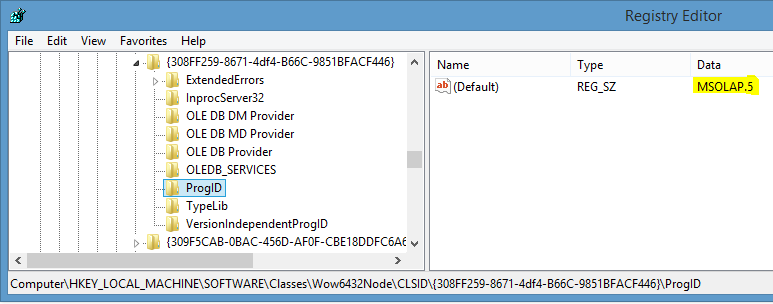 Registry Editor
File Edit View Favorites Help
{308FF259-8671-4df4-B66C-9851BFACF446}
ExtendedErrors
InprocServer32
OLE DB DM Provider
OLE DB MD Provider
OLE DB Provider
OLEDB_SERVICES
ProgID
TypeLib
VersionIndependentProgID
{309F5CAB-0BAC-456D-AF0F-CBE18DDFC6A6
Name Type Data
ab (Default) REG_SZ MSOLAP.5
Computer\HKEY_LOCAL_MACHINE\SOFTWARE\Classes\Wow6432Node\CLSID\{308FF259-8671-4df4-B66C-9851BFACF446}\ProgID